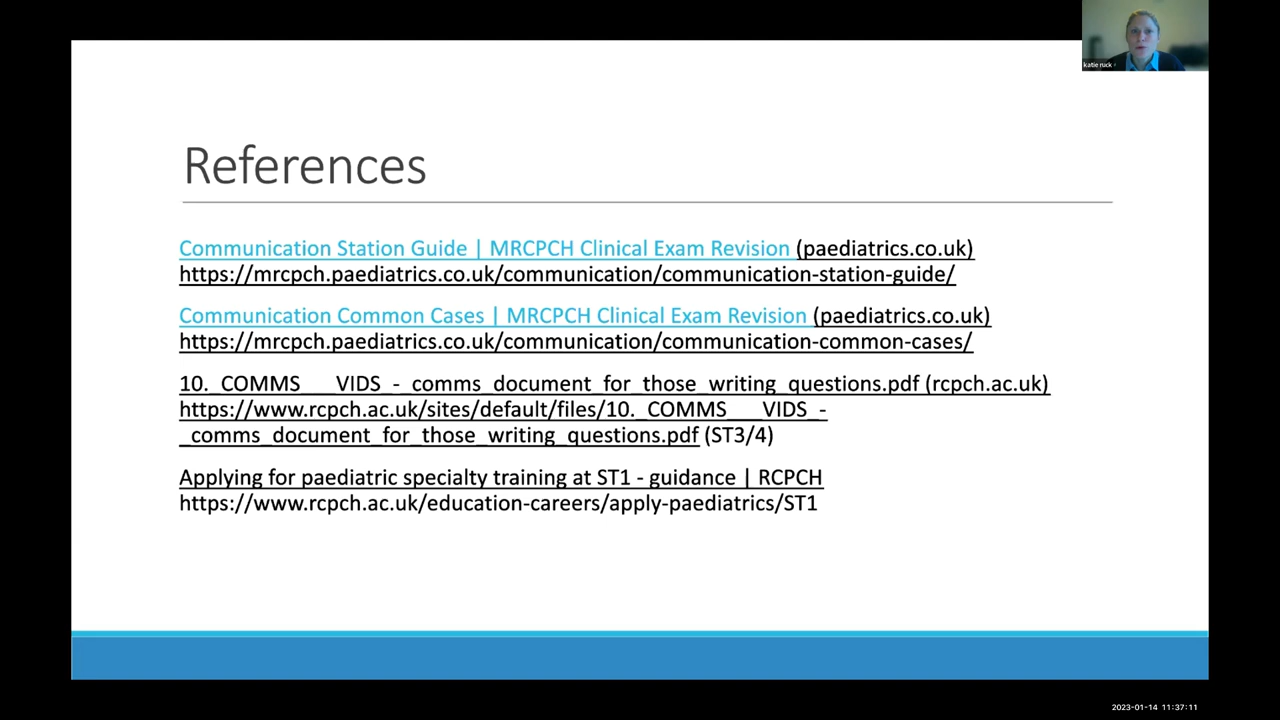 katie ruck
References
Communication Station Guide | MRCPCH Clinical Exam Revision (paediatrics.co.uk)
https://mrcpch.paediatrics.co.uk/communication/communication-station-guide/
Communication Common Cases | MRCPCH Clinical Exam Revision (paediatrics.co.uk)
https://mrcpch.paediatrics.co.uk/communication/communication-common-cases/
10._COMMS___VIDS_-_comms_document_for_those_writing_questions.pdf (rcpch.ac.uk)
https://www.rcpch.ac.uk/sites/default/files/10._COMMS___VIDS_-
_comms_document_for_those_writing_questions.pdf (ST3/4)
Applying for paediatric specialty training at ST1 - guidance | RCPCH
https://www.rcpch.ac.uk/education-careers/apply-paediatrics/ST1
2023-01-14 11:37:11